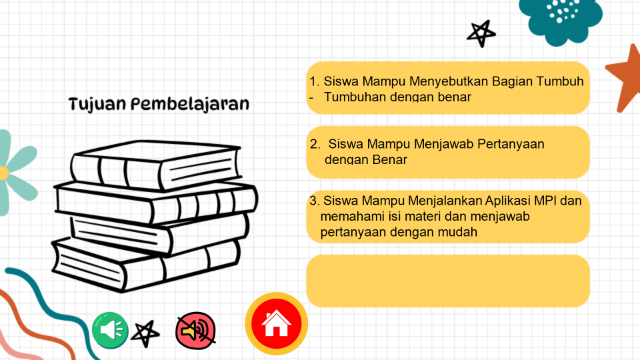 Tujuan Pembelajaran
1. Siswa Mampu Menyebutkan Bagian Tumbuh
- Tumbuhan dengan benar
2. Siswa Mampu Menjawab Pertanyaan
dengan Benar
3. Siswa Mampu Menjalankan Aplikasi MPI dan
memahami isi materi dan menjawab
pertanyaan dengan mudah